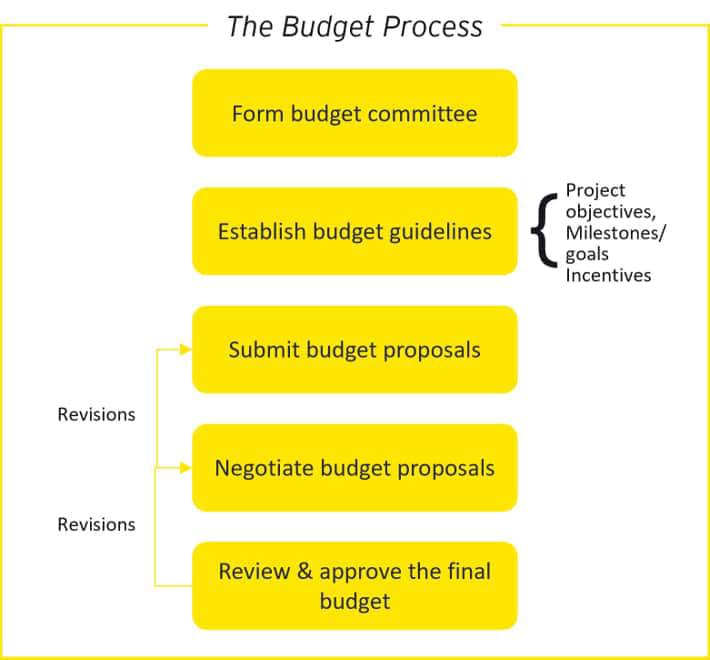 The Budget Process
Form budget committee
Establish budget guidelines
Project
objectives,
Milestones/
goals
Incentives
Submit budget proposals
Revisions
Negotiate budget proposals
Revisions
Review & approve the final
budget